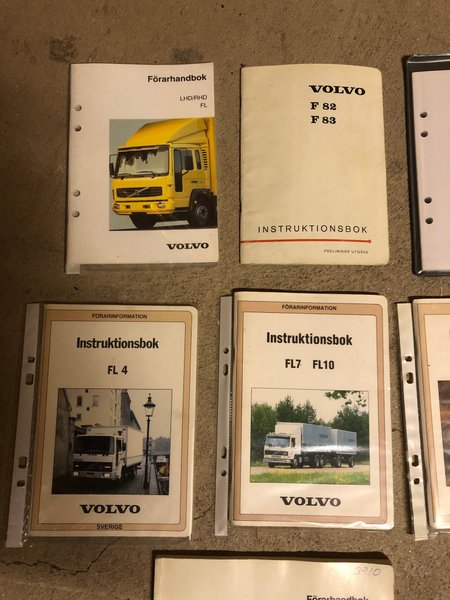 Förarhandbok
LHD/RHD
FL
VOLVO
VOLVO
F 82
F 83
INSTRUKTIONSBOK
PRELIMINÄR UTGÅVA
FÖRARINFORMATION
Instruktionsbok
FL 4
VOLVO
SVERIGE
FÖRARINFORMATION
Instruktionsbok
FL7 FL10
VOLVO
3210
Förarhandbok